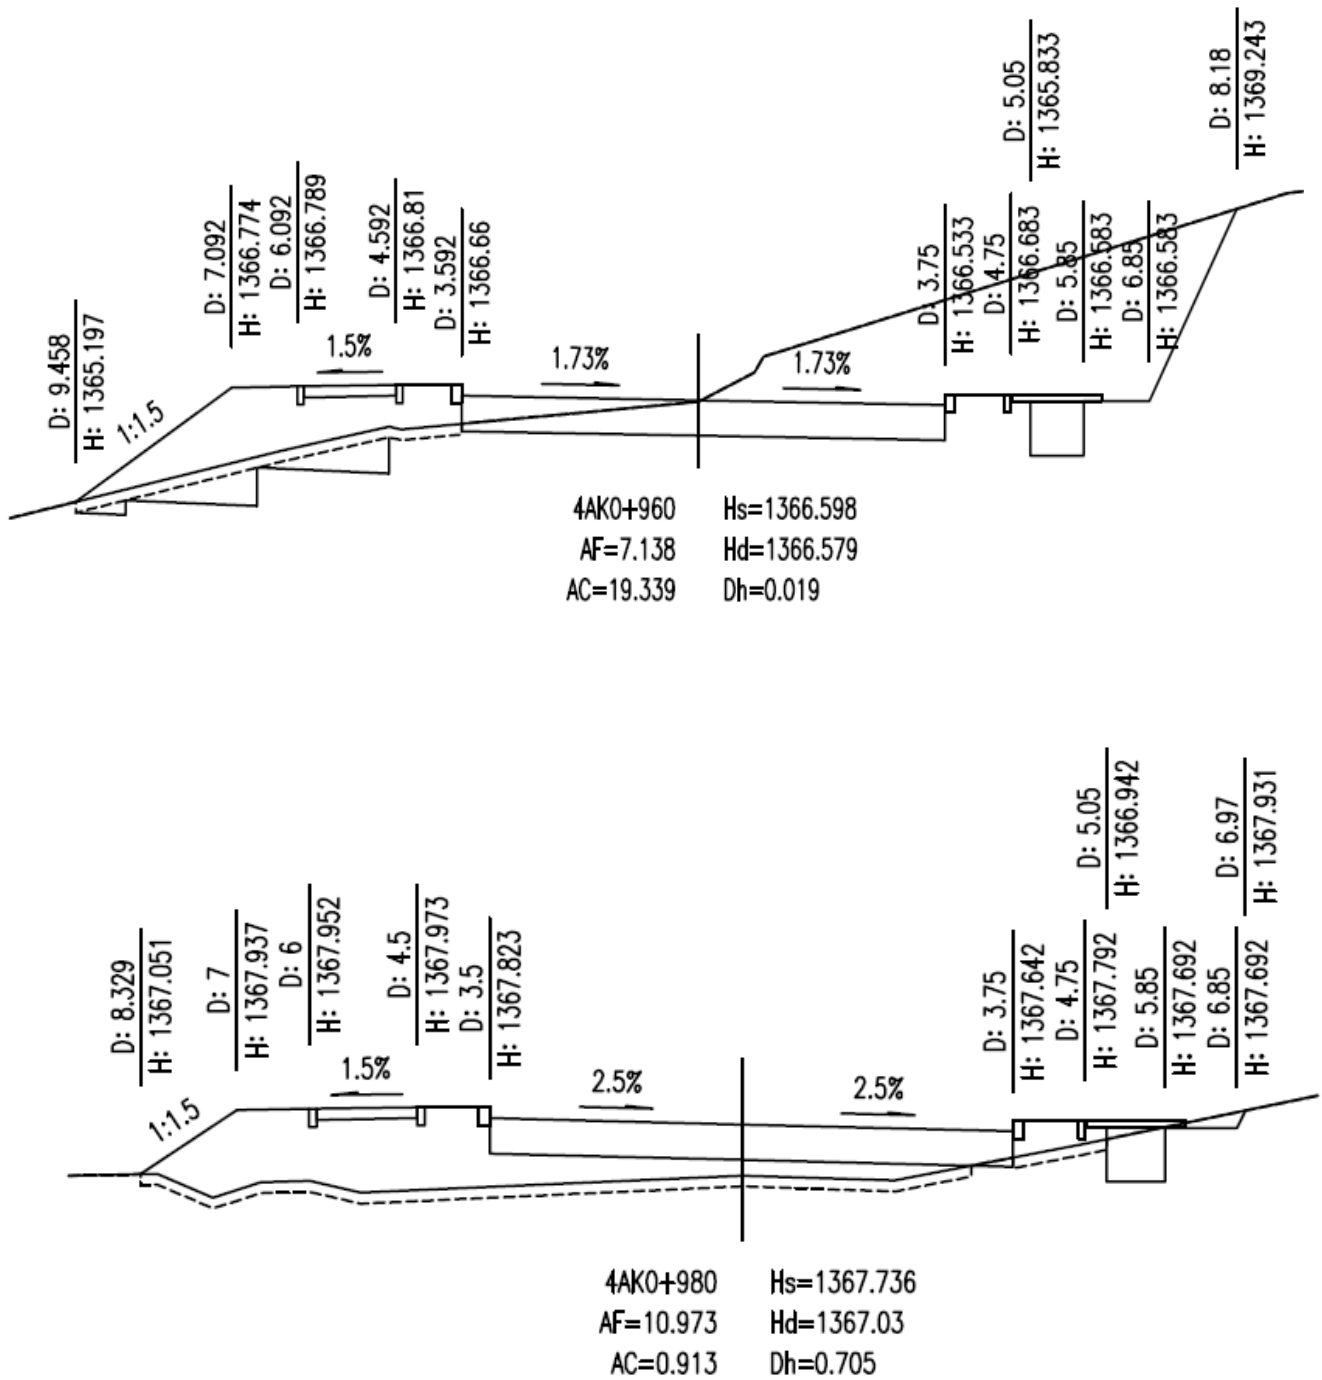 D: 9.458
H: 1365.197
1:1.5
D: 7.092
H: 1366.774
D: 6.092
H: 1366.789
D: 4.592
H: 1366.81
D: 3.592
H: 1366.66
1.5%
1.73%
1.73%
D: 3.75
H: 1366.533
D: 4.75
H: 1366.683
D: 5.05
H: 1365.833
D: 5.85
H: 1366.583
D: 6.85
H: 1366.583
D: 8.18
H: 1369.243
4AK0+960 Hs=1366.598
AF=7.138 Hd=1366.579
AC=19.339 Dh=0.019
D: 8.329
H: 1367.051
1:1.5
D: 7
H: 1367.937
D: 6
H: 1367.952
D: 4.5
H: 1367.973
D: 3.5
H: 1367.823
1.5%
2.5%
2.5%
D: 3.75
H: 1367.642
D: 4.75
H: 1367.792
D: 5.05
H: 1366.942
D: 5.85
H: 1367.692
D: 6.85
H: 1367.692
D: 6.97
H: 1367.931
4AK0+980 Hs=1367.736
AF=10.973 Hd=1367.03
AC=0.913 Dh=0.705